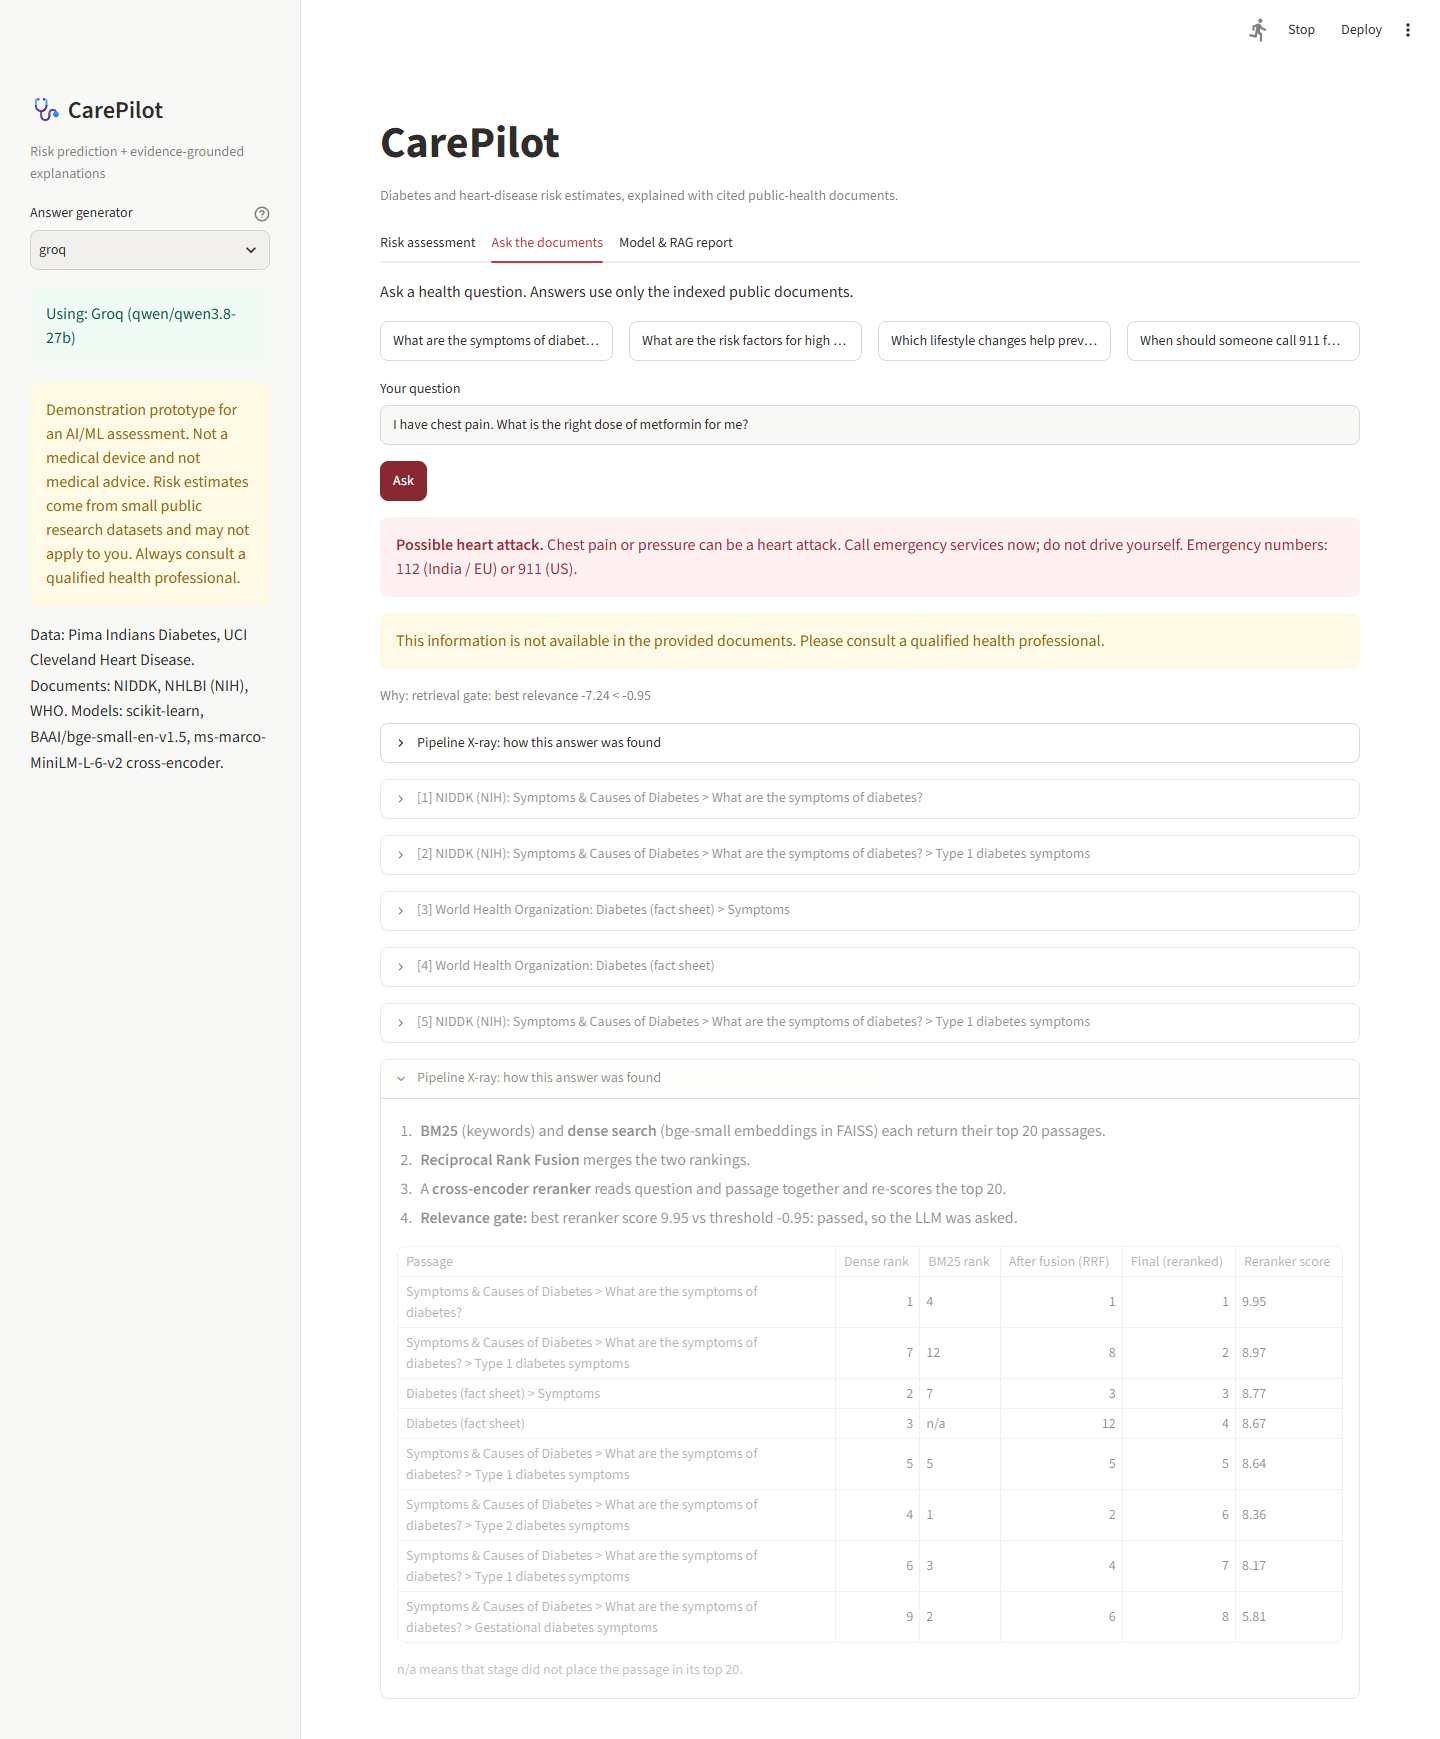 Stop
Deploy
CarePilot
Risk prediction + evidence-grounded
explanations
Answer generator
groq
Using: Groq (qwen/qwen3.8-
27b)
Demonstration prototype for
an AI/ML assessment. Not a
medical device and not
medical advice. Risk estimates
come from small public
research datasets and may not
apply to you. Always consult a
qualified health professional.
Data: Pima Indians Diabetes, UCI
Cleveland Heart Disease.
Documents: NIDDK, NHLBI (NIH),
WHO. Models: scikit-learn,
BAAI/bge-small-en-v1.5, ms-marco-
MiniLM-L-6-v2 cross-encoder.
CarePilot
Diabetes and heart-disease risk estimates, explained with cited public-health documents.
Risk assessment Ask the documents Model & RAG report
Ask a health question. Answers use only the indexed public documents.
What are the symptoms of diabet... What are the risk factors for high ... Which lifestyle changes help prev... When should someone call 911 f...
Your question
I have chest pain. What is the right dose of metformin for me?
Ask
Possible heart attack. Chest pain or pressure can be a heart attack. Call emergency services now; do not drive yourself. Emergency numbers:
112 (India / EU) or 911 (US).
This information is not available in the provided documents. Please consult a qualified health professional.
Why: retrieval gate: best relevance -7.24 < -0.95
Pipeline X-ray: how this answer was found
[1] NIDDK (NIH): Symptoms & Causes of Diabetes > What are the symptoms of diabetes?
[2] NIDDK (NIH): Symptoms & Causes of Diabetes > What are the symptoms of diabetes? > Type 1 diabetes symptoms
[3] World Health Organization: Diabetes (fact sheet) > Symptoms
[4] World Health Organization: Diabetes (fact sheet)
[5] NIDDK (NIH): Symptoms & Causes of Diabetes > What are the symptoms of diabetes? > Type 1 diabetes symptoms
Pipeline X-ray: how this answer was found
1. BM25 (keywords) and dense search (bge-small embeddings in FAISS) each return their top 20 passages.
2. Reciprocal Rank Fusion merges the two rankings.
3. A cross-encoder reranker reads question and passage together and re-scores the top 20.
4. Relevance gate: best reranker score 9.95 vs threshold -0.95: passed, so the LLM was asked.
Passage Dense rank BM25 rank After fusion (RRF) Final (reranked) Reranker score
Symptoms & Causes of Diabetes > What are the symptoms of
diabetes? 1 4 1 1 9.95
Symptoms & Causes of Diabetes > What are the symptoms of
diabetes? > Type 1 diabetes symptoms 7 12 8 2 8.97
Diabetes (fact sheet) > Symptoms 2 7 3 3 8.77
Diabetes (fact sheet) 3 n/a 12 4 8.67
Symptoms & Causes of Diabetes > What are the symptoms of
diabetes? > Type 1 diabetes symptoms 5 5 5 5 8.64
Symptoms & Causes of Diabetes > What are the symptoms of
diabetes? > Type 2 diabetes symptoms 4 1 2 6 8.36
Symptoms & Causes of Diabetes > What are the symptoms of
diabetes? > Type 1 diabetes symptoms 6 3 4 7 8.17
Symptoms & Causes of Diabetes > What are the symptoms of
diabetes? > Gestational diabetes symptoms 9 2 6 8 5.81
n/a means that stage did not place the passage in its top 20.